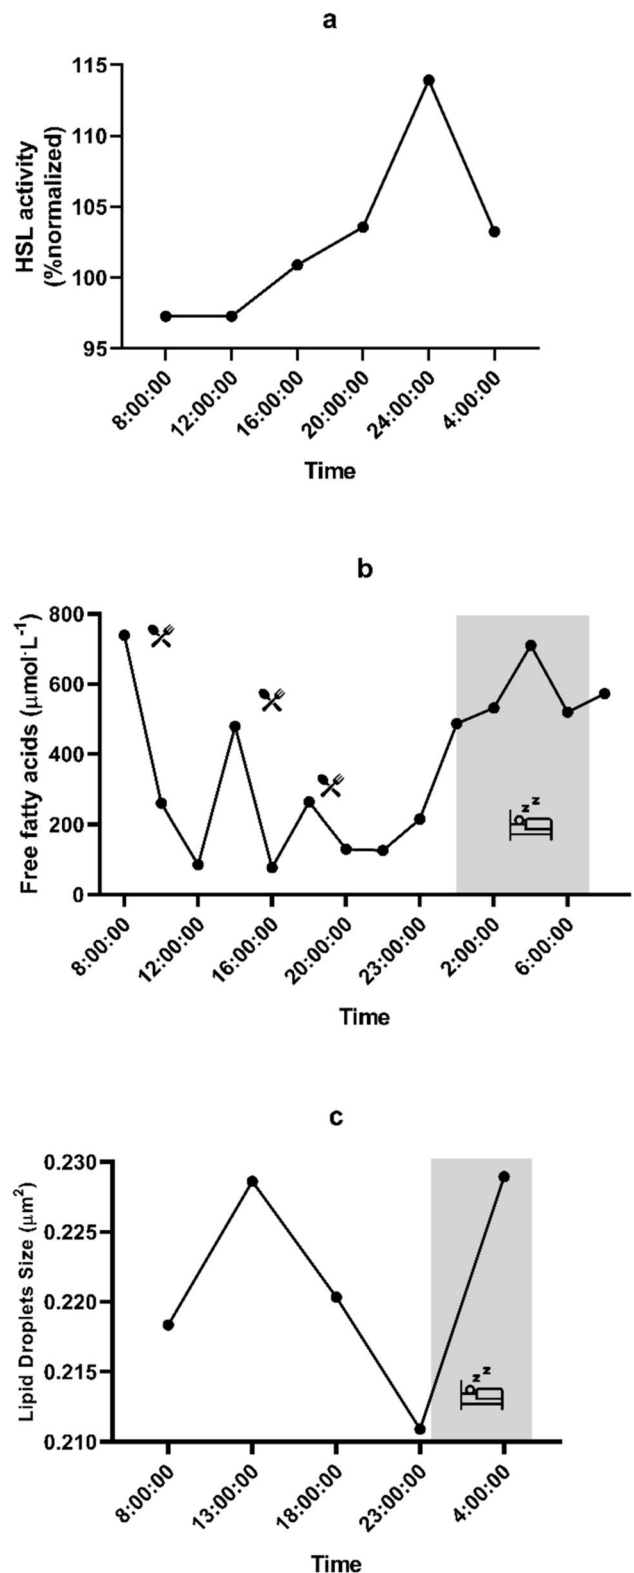 a
HSL activity
(%normalized)
115
110
105
100
95
8:00:00
12:00:00
16:00:00
20:00:00
24:00:00
4:00:00
Time
b
Free fatty acids (μmol·L⁻¹)
800
600
400
200
0
z
z
8:00:00
12:00:00
16:00:00
20:00:00
23:00:00
2:00:00
6:00:00
Time
c
Lipid Droplets Size (μm²)
0.230
0.225
0.220
0.215
0.210
z
z
8:00:00
13:00:00
18:00:00
23:00:00
4:00:00
Time